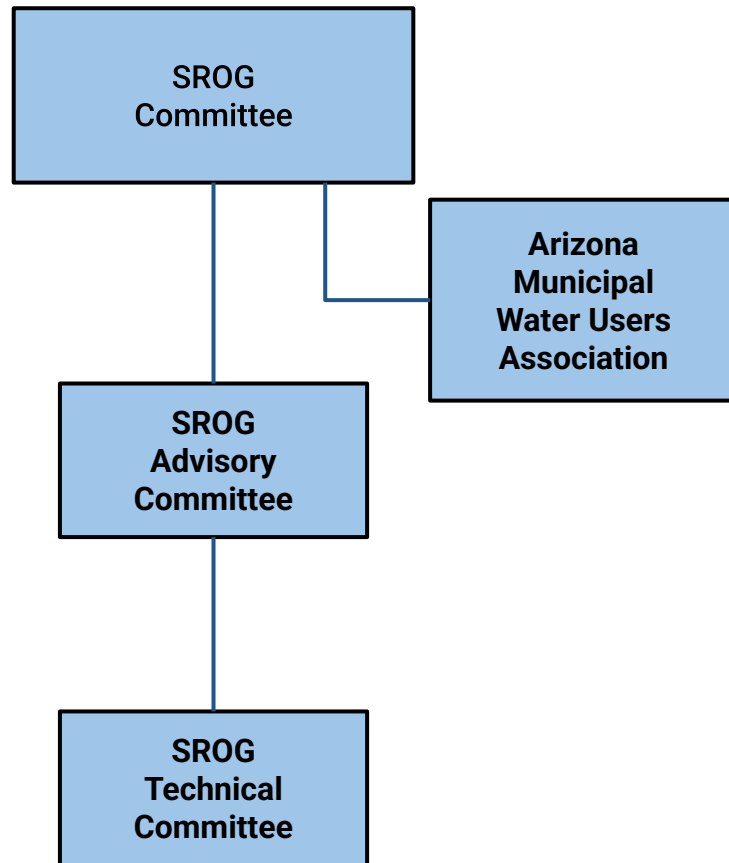 SROG
Committee
Arizona
Municipal
Water Users
Association
SROG
Advisory
Committee
SROG
Technical
Committee